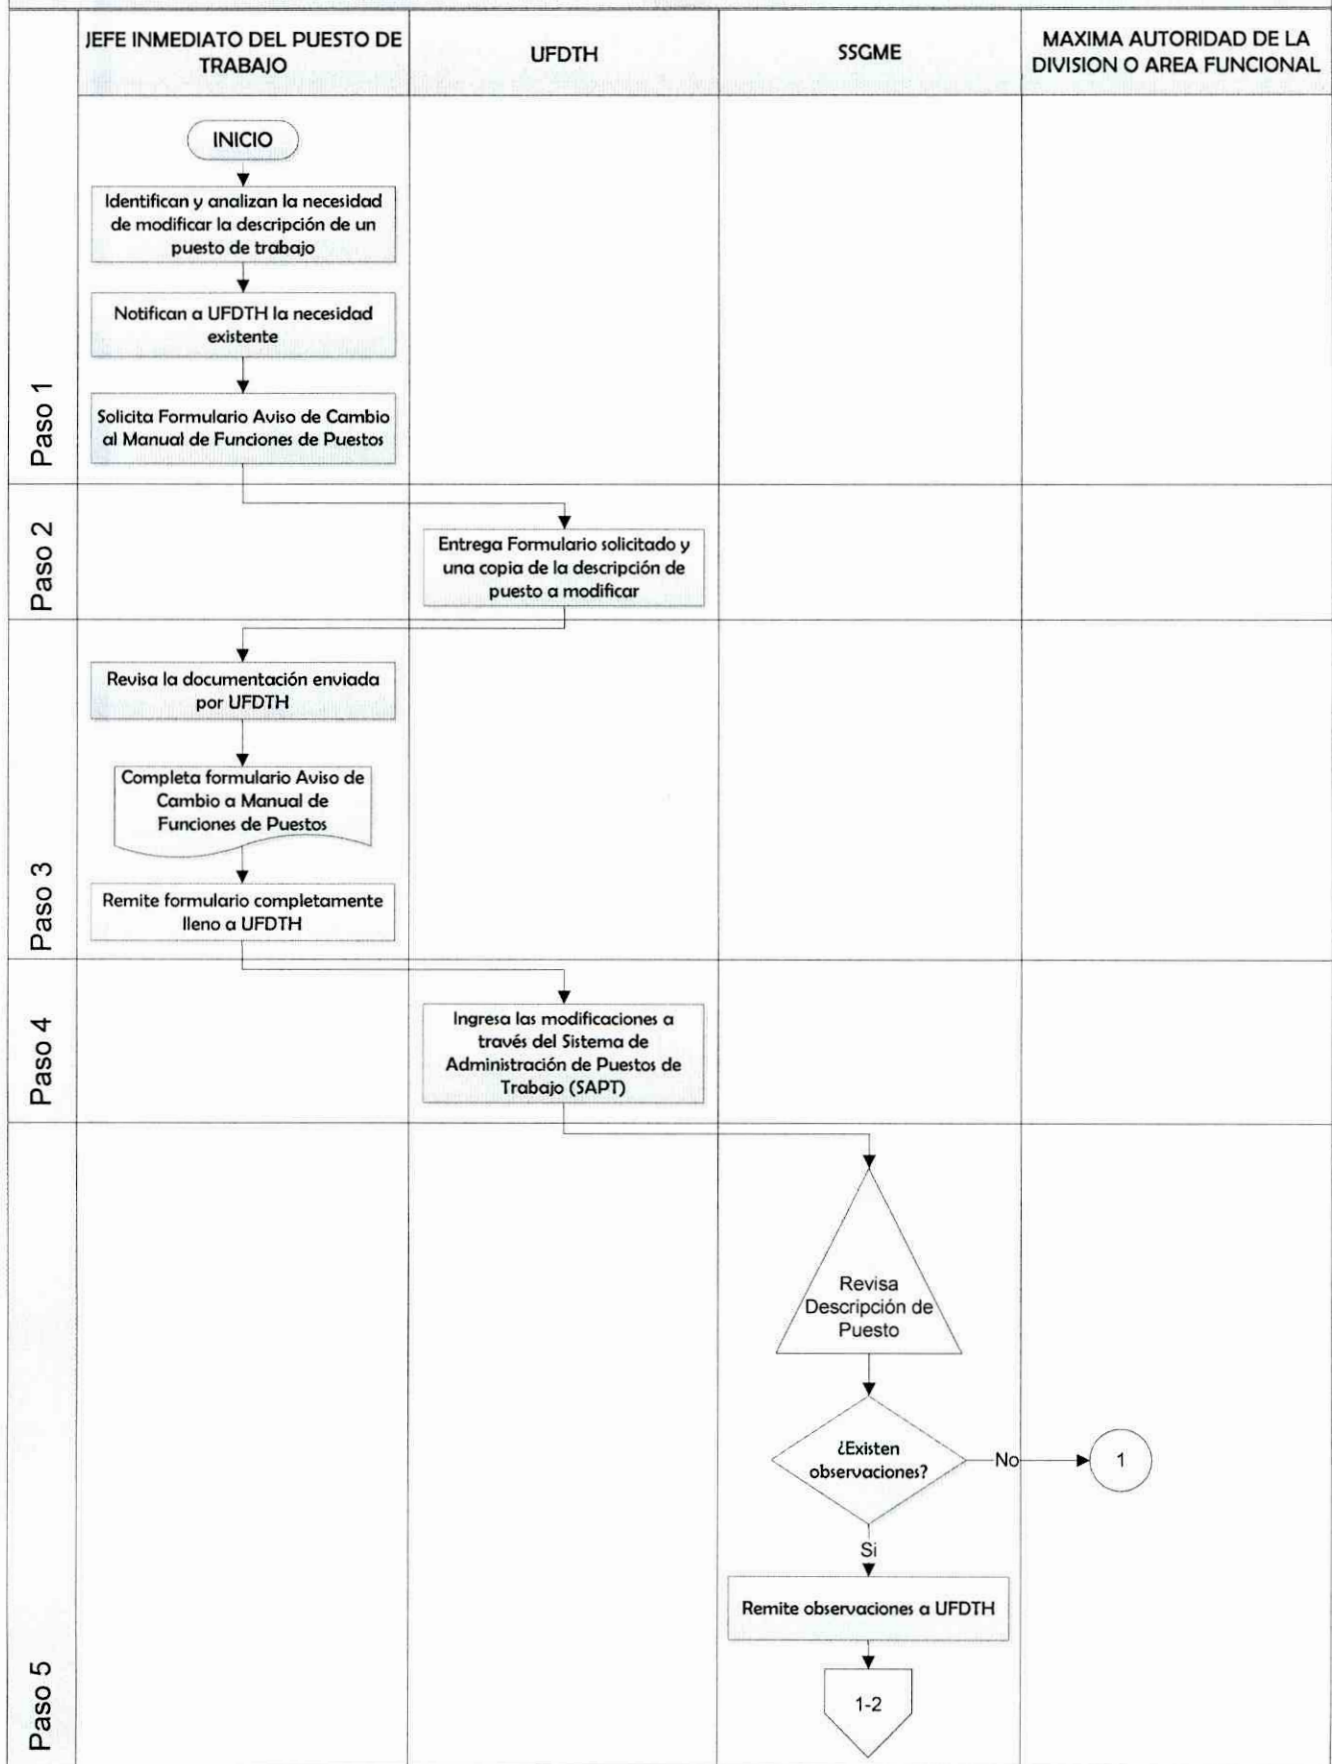 JEFE INMEDIATO DEL PUESTO DE
TRABAJO
UFDTH
SSGME
MAXIMA AUTORIDAD DE LA
DIVISION O AREA FUNCIONAL
Paso 1
INICIO
Identifican y analizan la necesidad
de modificar la descripción de un
puesto de trabajo
Notifican a UFDTH la necesidad
existente
Solicita Formulario Aviso de Cambio
al Manual de Funciones de Puestos
Paso 2
Entrega Formulario solicitado y
una copia de la descripción de
puesto a modificar
Paso 3
Revisa la documentación enviada
por UFDTH
Completa formulario Aviso de
Cambio a Manual de
Funciones de Puestos
Remite formulario completamente
lleno a UFDTH
Paso 4
Ingresa las modificaciones a
través del Sistema de
Administración de Puestos de
Trabajo (SAPT)
Paso 5
Revisa
Descripción de
Puesto
¿Existen
observaciones?
No
1
Si
Remite observaciones a UFDTH
1-2